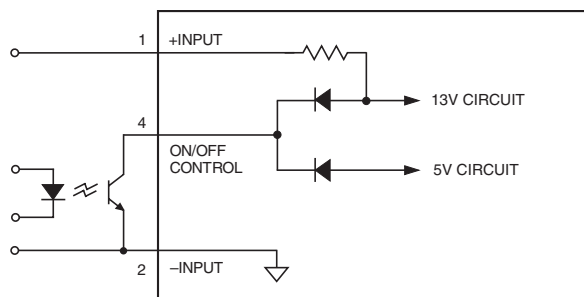 1 +INPUT
13V CIRCUIT
4
ON/OFF
CONTROL
5V CIRCUIT
2 –INPUT